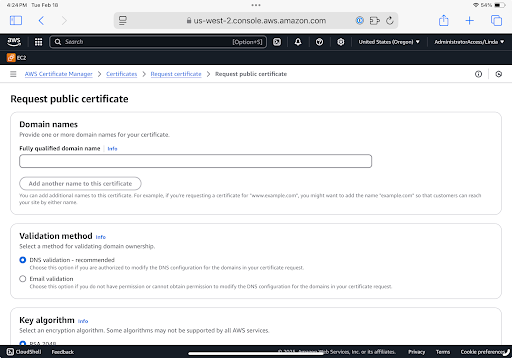 4:24 PM Tue Feb 18
54%
us-west-2.console.aws.amazon.com
aws
Search
[Option+S]
United States (Oregon)
AdministratorAccess/Linda
EC2
AWS Certificate Manager > Certificates > Request certificate > Request public certificate
Request public certificate
Domain names
Provide one or more domain names for your certificate.
Fully qualified domain name Info
Add another name to this certificate
You can add additional names to this certificate. For example, if you're requesting a certificate for "www.example.com", you might want to add the name "example.com" so that customers can reach
your site by either name.
Validation method Info
Select a method for validating domain ownership.
DNS validation - recommended
Choose this option if you are authorized to modify the DNS configuration for the domains in your certificate request.
Email validation
Choose this option if you do not have permission or cannot obtain permission to modify the DNS configuration for the domains in your certificate request.
Key algorithm Info
Select an encryption algorithm. Some algorithms may not be supported by all AWS services.
RSA 2048
CloudShell Feedback
Web Services, Inc. or its affiliates. Privacy Terms Cookie preferences